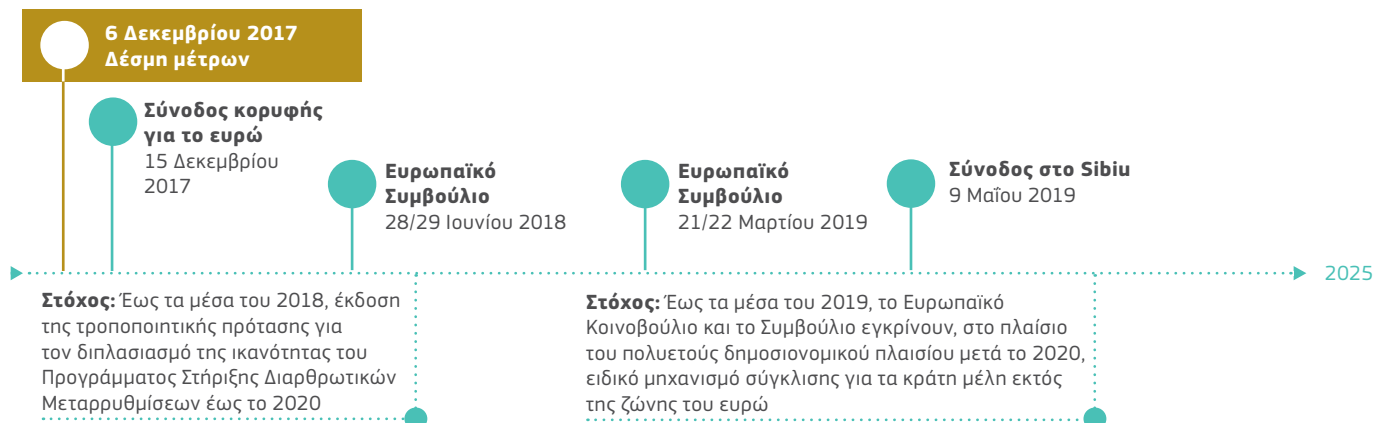 6 Δεκεμβρίου 2017
Δέσμη μέτρων
Σύνοδος κορυφής
για το ευρώ
15 Δεκεμβρίου
2017
Ευρωπαϊκό
Συμβούλιο
28/29 Ιουνίου 2018
Ευρωπαϊκό
Συμβούλιο
21/22 Μαρτίου 2019
Σύνοδος στο Sibiu
9 Μαΐου 2019
2025
Στόχος: Έως τα μέσα του 2018, έκδοση
της τροποποιητικής πρότασης για
τον διπλασιασμό της ικανότητας του
Προγράμματος Στήριξης Διαρθρωτικών
Μεταρρυθμίσεων έως το 2020
Στόχος: Έως τα μέσα του 2019, το Ευρωπαϊκό
Κοινοβούλιο και το Συμβούλιο εγκρίνουν, στο πλαίσιο
του πολυετούς δημοσιονομικού πλαισίου μετά το 2020,
ειδικό μηχανισμό σύγκλισης για τα κράτη μέλη εκτός
της ζώνης του ευρώ